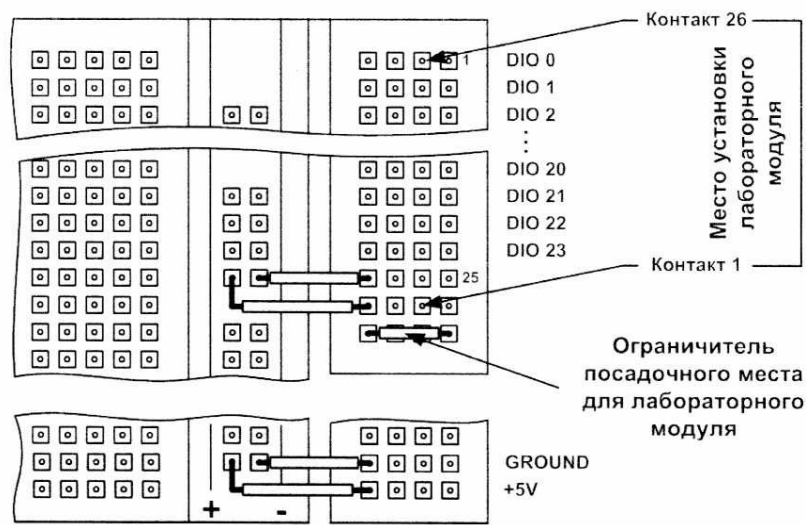 Контакт 26
1
DIO 0
DIO 1
DIO 2
⋮
DIO 20
DIO 21
DIO 22
DIO 23
25
Место установки
лабораторного
модуля
Контакт 1
Ограничитель
посадочного места
для лабораторного
модуля
GROUND
+5V
+ -